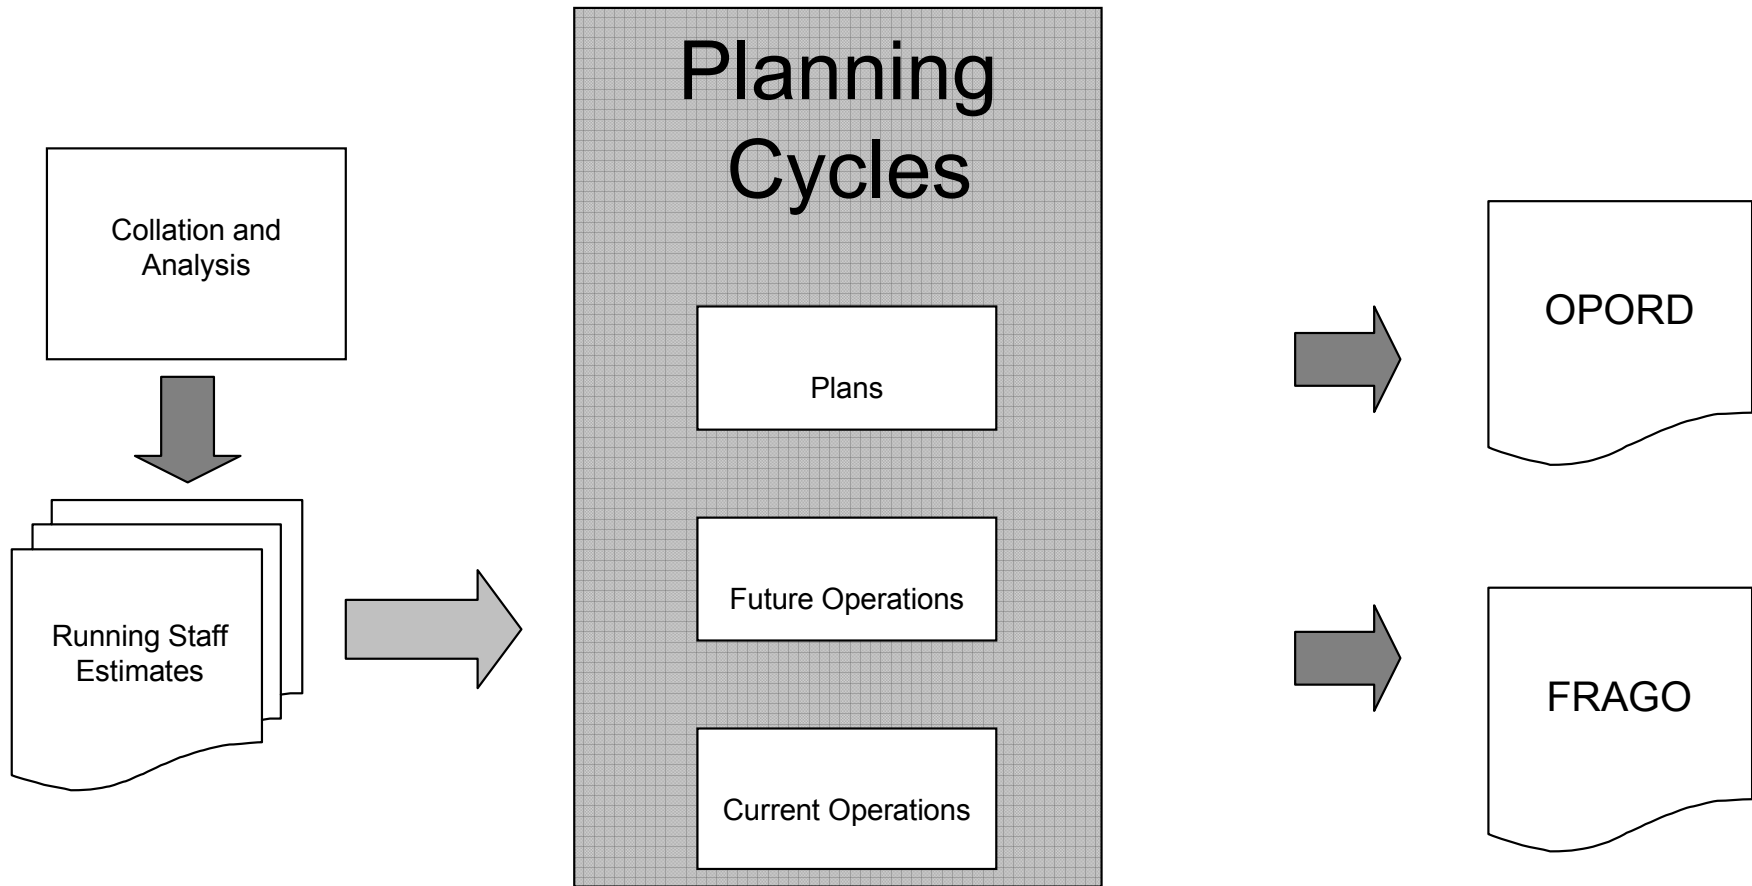 Planning
Cycles
Collation and
Analysis
Running Staff
Estimates
Plans
Future Operations
Current Operations
OPORD
FRAGO